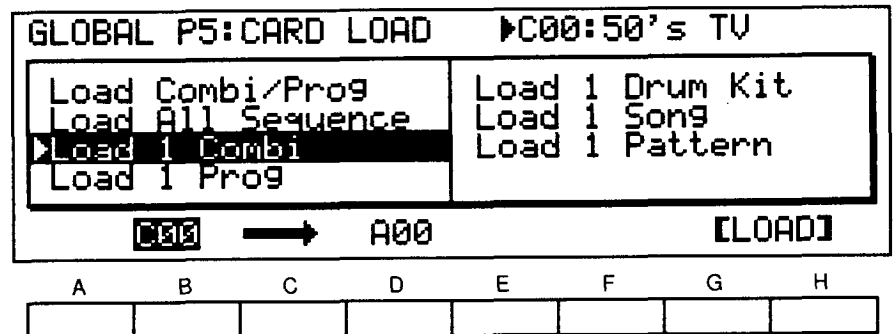 GLOBAL P5:CARD LOAD ▶C00:50's TV
Load Combi/Prog
Load All Sequence
▶Load 1 Combi
Load 1 Prog
Load 1 Drum Kit
Load 1 Song
Load 1 Pattern
C00 → A00 [LOAD]
A B C D E F G H